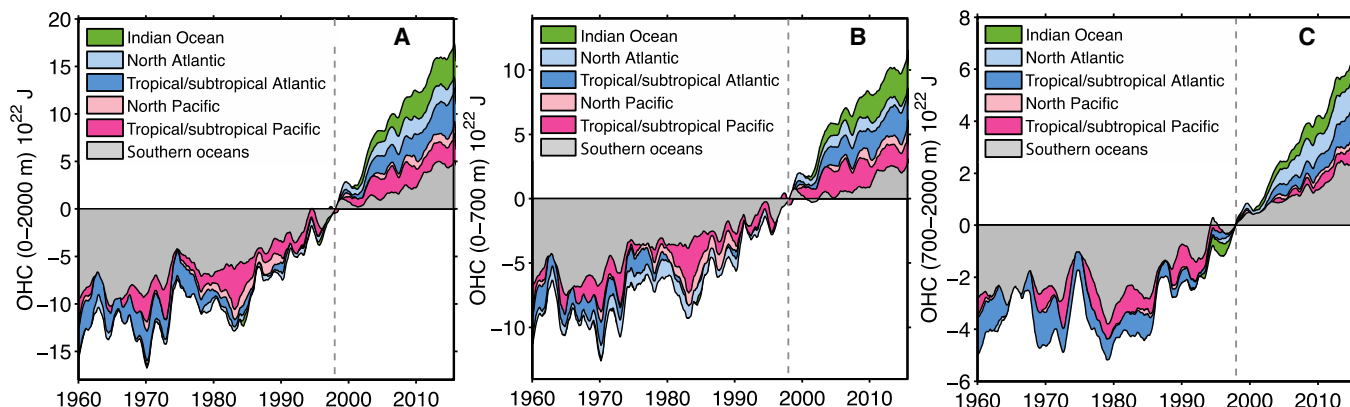 OHC (0–2000 m) 10²² J
20
15
10
5
0
−5
−10
−15
A
Indian Ocean
North Atlantic
Tropical/subtropical Atlantic
North Pacific
Tropical/subtropical Pacific
Southern oceans
1960 1970 1980 1990 2000 2010
OHC (0–700 m) 10²² J
10
5
0
−5
−10
B
Indian Ocean
North Atlantic
Tropical/subtropical Atlantic
North Pacific
Tropical/subtropical Pacific
Southern oceans
1960 1970 1980 1990 2000 2010
OHC (700–2000 m) 10²² J
8
6
4
2
0
−2
−4
−6
C
Indian Ocean
North Atlantic
Tropical/subtropical Atlantic
North Pacific
Tropical/subtropical Pacific
Southern oceans
1960 1970 1980 1990 2000 2010